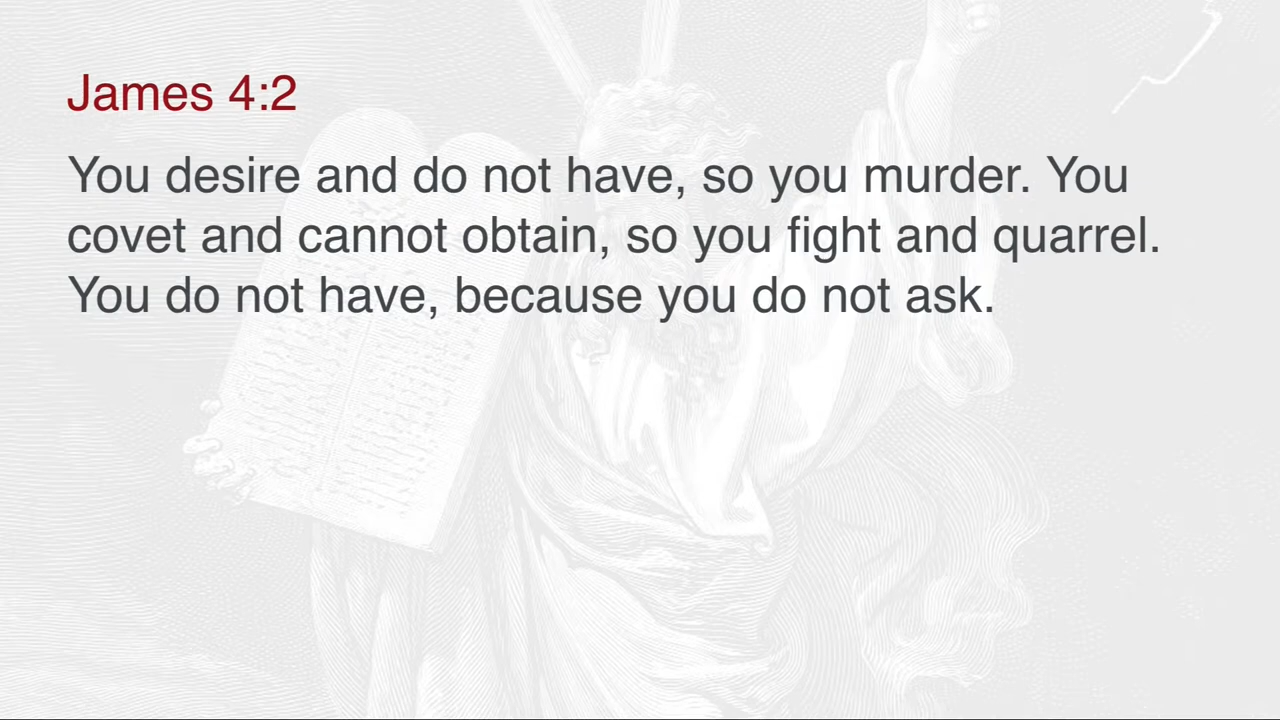 James 4:2
You desire and do not have, so you murder. You
covet and cannot obtain, so you fight and quarrel.
You do not have, because you do not ask.